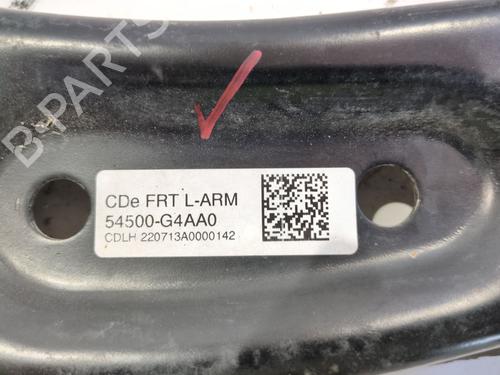 B-PARTS
CDe FRT L-ARM
54500-G4AA0
CDLH 220713A0000142